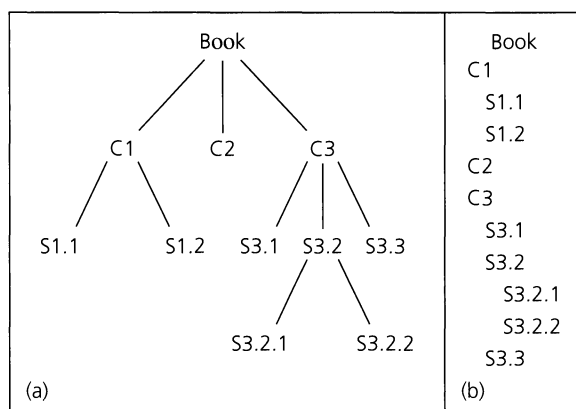 Book
C1 C2 C3
S1.1 S1.2 S3.1 S3.2 S3.3
S3.2.1 S3.2.2
(a)
Book
C1
S1.1
S1.2
C2
C3
S3.1
S3.2
S3.2.1
S3.2.2
S3.3
(b)